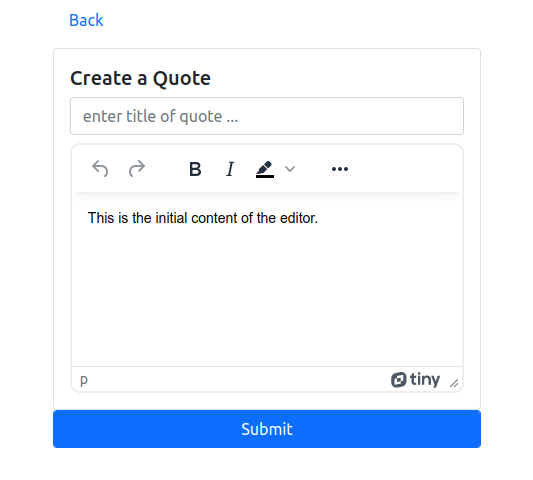 Back
Create a Quote
enter title of quote ...
B I
This is the initial content of the editor.
p tiny
Submit